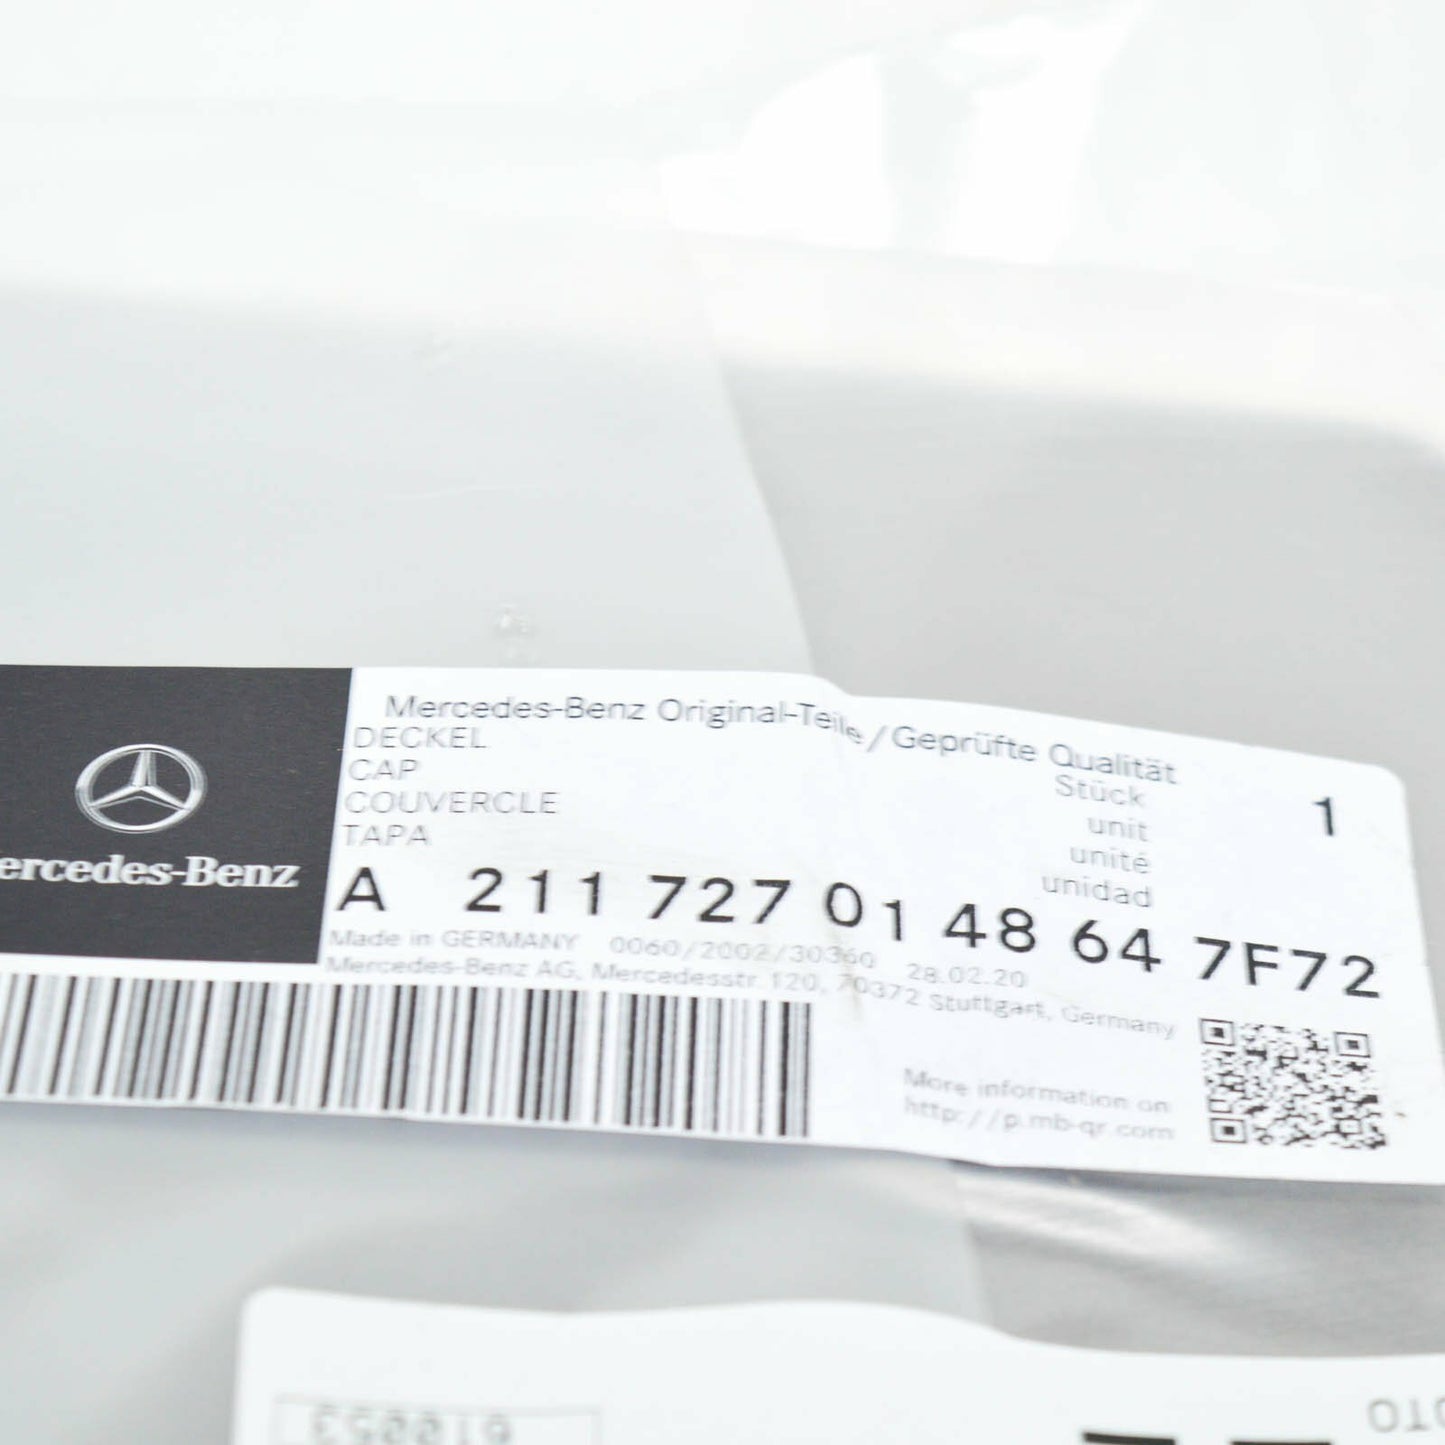 Mercedes-Benz Original-Teile/Geprüfte Qualität
DECKEL
CAP
COUVERCLE
TAPA
Stück
unit
unité
unidad
1
ercedes-Benz
A 211 727 01 48 64 7F72
Made in GERMANY 0060/2002/30360 28.02.20
Mercedes-Benz AG, Mercedesstr. 120, 70372 Stuttgart, Germany
More information on
http://p.mb-qr.com